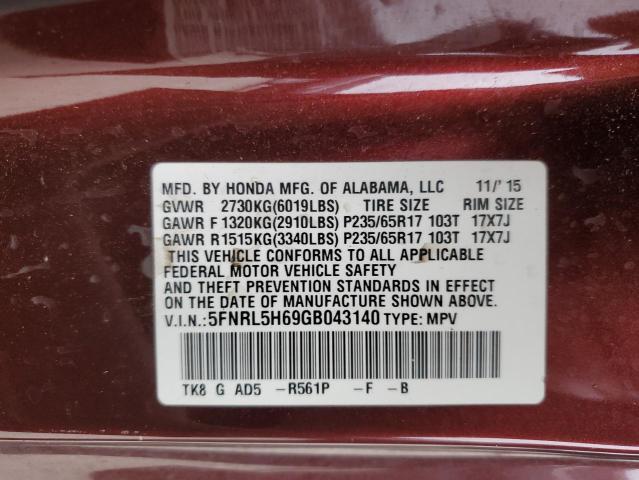 MFD. BY HONDA MFG. OF ALABAMA, LLC 11/'15
GVWR 2730KG(6019LBS) TIRE SIZE RIM SIZE
GAWR F 1320KG(2910LBS) P235/65R17 103T 17X7J
GAWR R1515KG(3340LBS) P235/65R17 103T 17X7J
THIS VEHICLE CONFORMS TO ALL APPLICABLE
FEDERAL MOTOR VEHICLE SAFETY
AND THEFT PREVENTION STANDARDS IN EFFECT
ON THE DATE OF MANUFACTURE SHOWN ABOVE.
V.I.N.:5FNRL5H69GB043140 TYPE: MPV
TK8 G AD5 -R561P -F -B